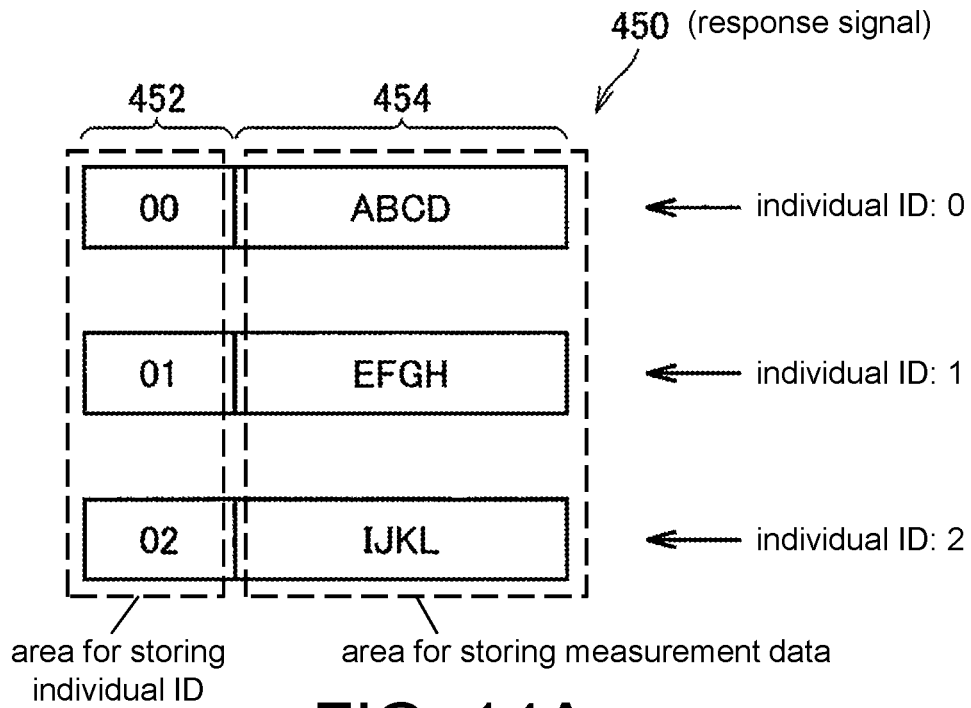 450 (response signal)
452 454
00 ABCD individual ID: 0
01 EFGH individual ID: 1
02 IJKL individual ID: 2
area for storing area for storing measurement data
individual ID